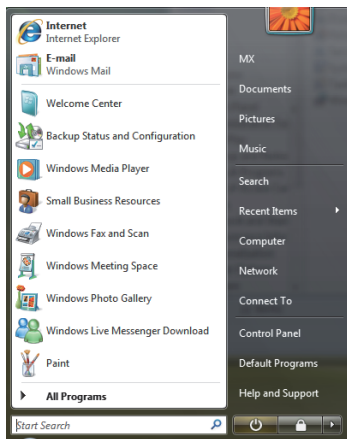 Internet
Internet Explorer
E-mail
Windows Mail
Welcome Center
Backup Status and Configuration
Windows Media Player
Small Business Resources
Windows Fax and Scan
Windows Meeting Space
Windows Photo Gallery
Windows Live Messenger Download
Paint
All Programs
Start Search
MX
Documents
Pictures
Music
Search
Recent Items
Computer
Network
Connect To
Control Panel
Default Programs
Help and Support